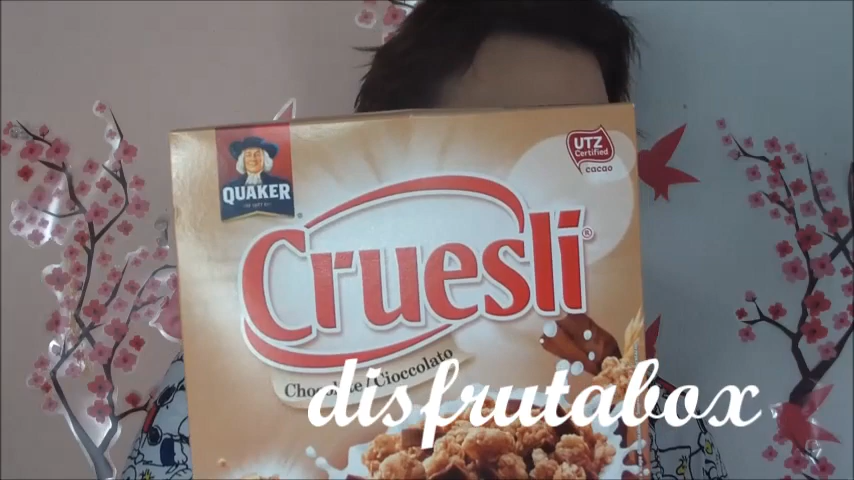 QUAKER
UTZ
Certified
cacao
Cruesli®
Chocolate / Cioccolato
disfrutabox